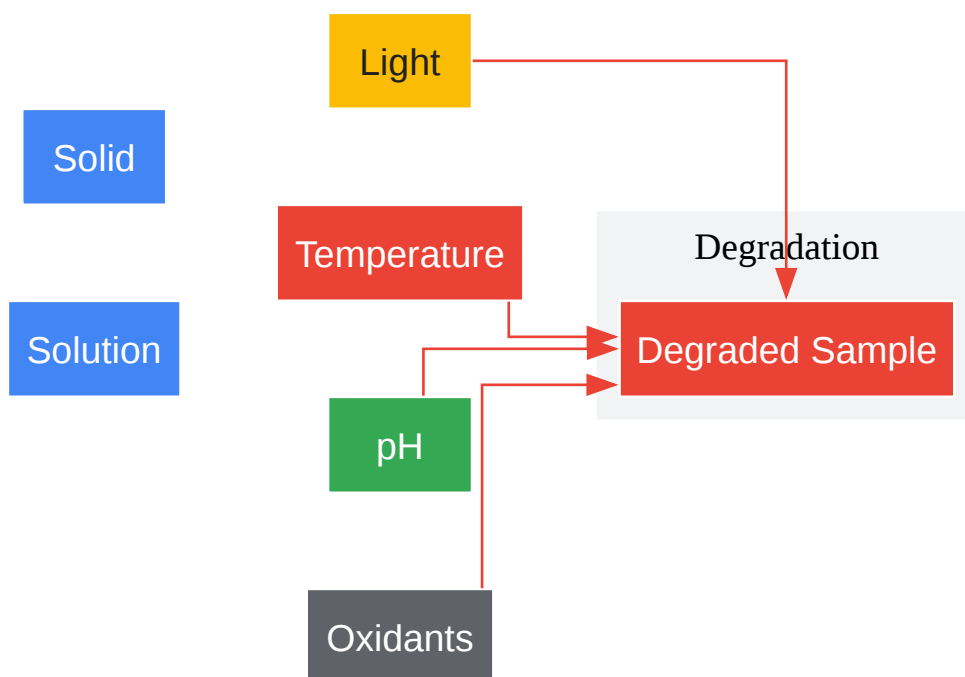 Light
Solid
Temperature
Degradation
Solution
Degraded Sample
pH
Oxidants